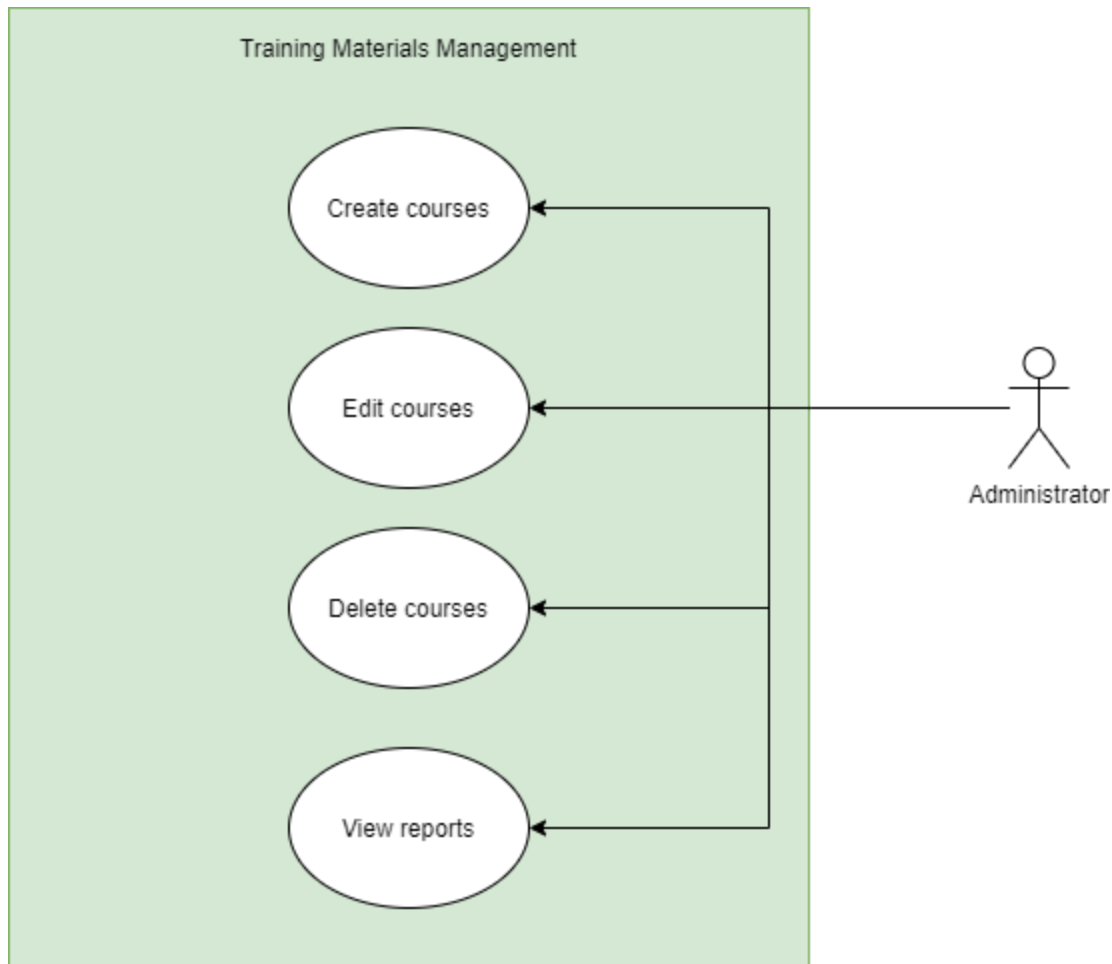 Training Materials Management
Create courses
Edit courses
Administrator
Delete courses
View reports